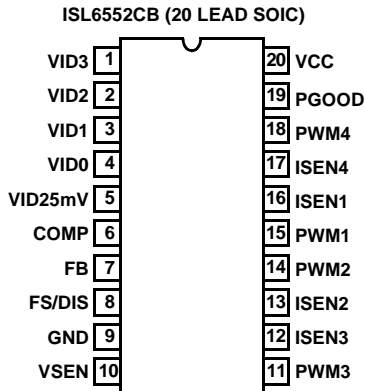 ISL6552CB (20 LEAD SOIC)
VID3 1 20 VCC
VID2 2 19 PGOOD
VID1 3 18 PWM4
VID0 4 17 ISEN4
VID25mV 5 16 ISEN1
COMP 6 15 PWM1
FB 7 14 PWM2
FS/DIS 8 13 ISEN2
GND 9 12 ISEN3
VSEN 10 11 PWM3